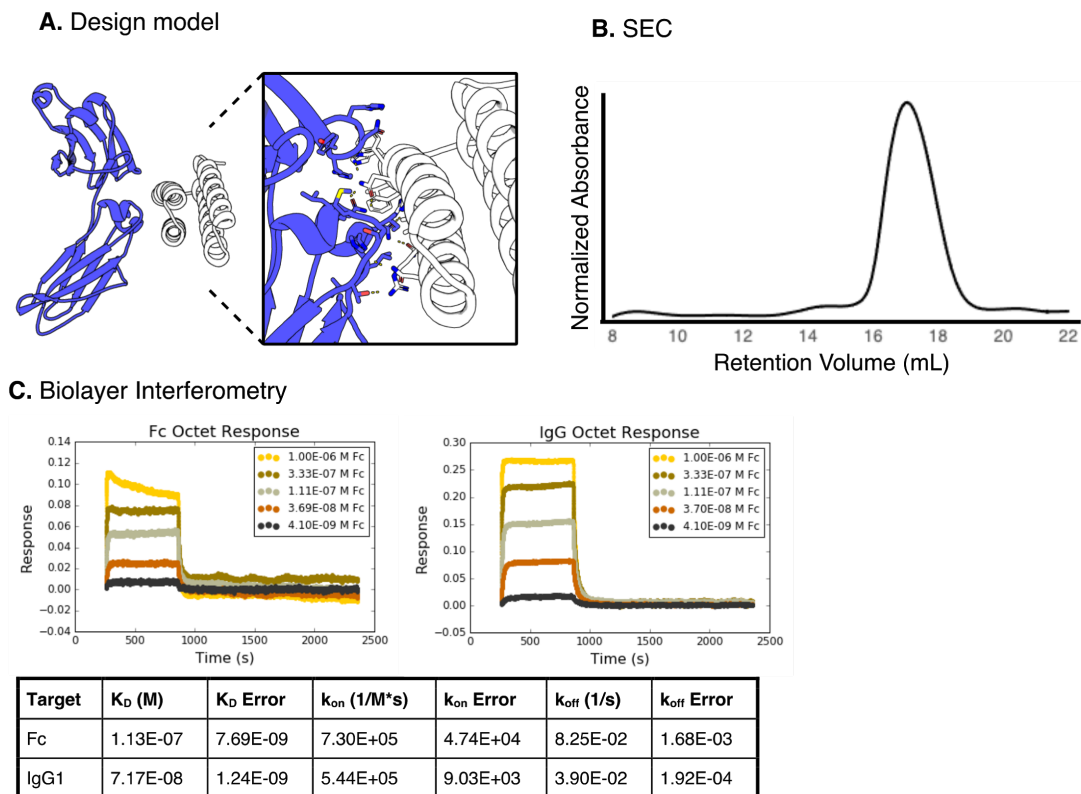 A. Design model
B. SEC
Normalized Absorbance
8 10 12 14 16 18 20 22
Retention Volume (mL)
C. Biolayer Interferometry
Fc Octet Response
0.14
0.12
0.10
0.08
0.06
0.04
0.02
0.00
−0.02
−0.04
Response
1.00E-06 M Fc
3.33E-07 M Fc
1.11E-07 M Fc
3.69E-08 M Fc
4.10E-09 M Fc
0 500 1000 1500 2000 2500
Time (s)
IgG Octet Response
0.30
0.25
0.20
0.15
0.10
0.05
0.00
−0.05
Response
1.00E-06 M Fc
3.33E-07 M Fc
1.11E-07 M Fc
3.70E-08 M Fc
4.10E-09 M Fc
0 500 1000 1500 2000 2500
Time (s)
Target K_D (M) K_D Error k_on (1/M*s) k_on Error k_off (1/s) k_off Error
Fc 1.13E-07 7.69E-09 7.30E+05 4.74E+04 8.25E-02 1.68E-03
IgG1 7.17E-08 1.24E-09 5.44E+05 9.03E+03 3.90E-02 1.92E-04